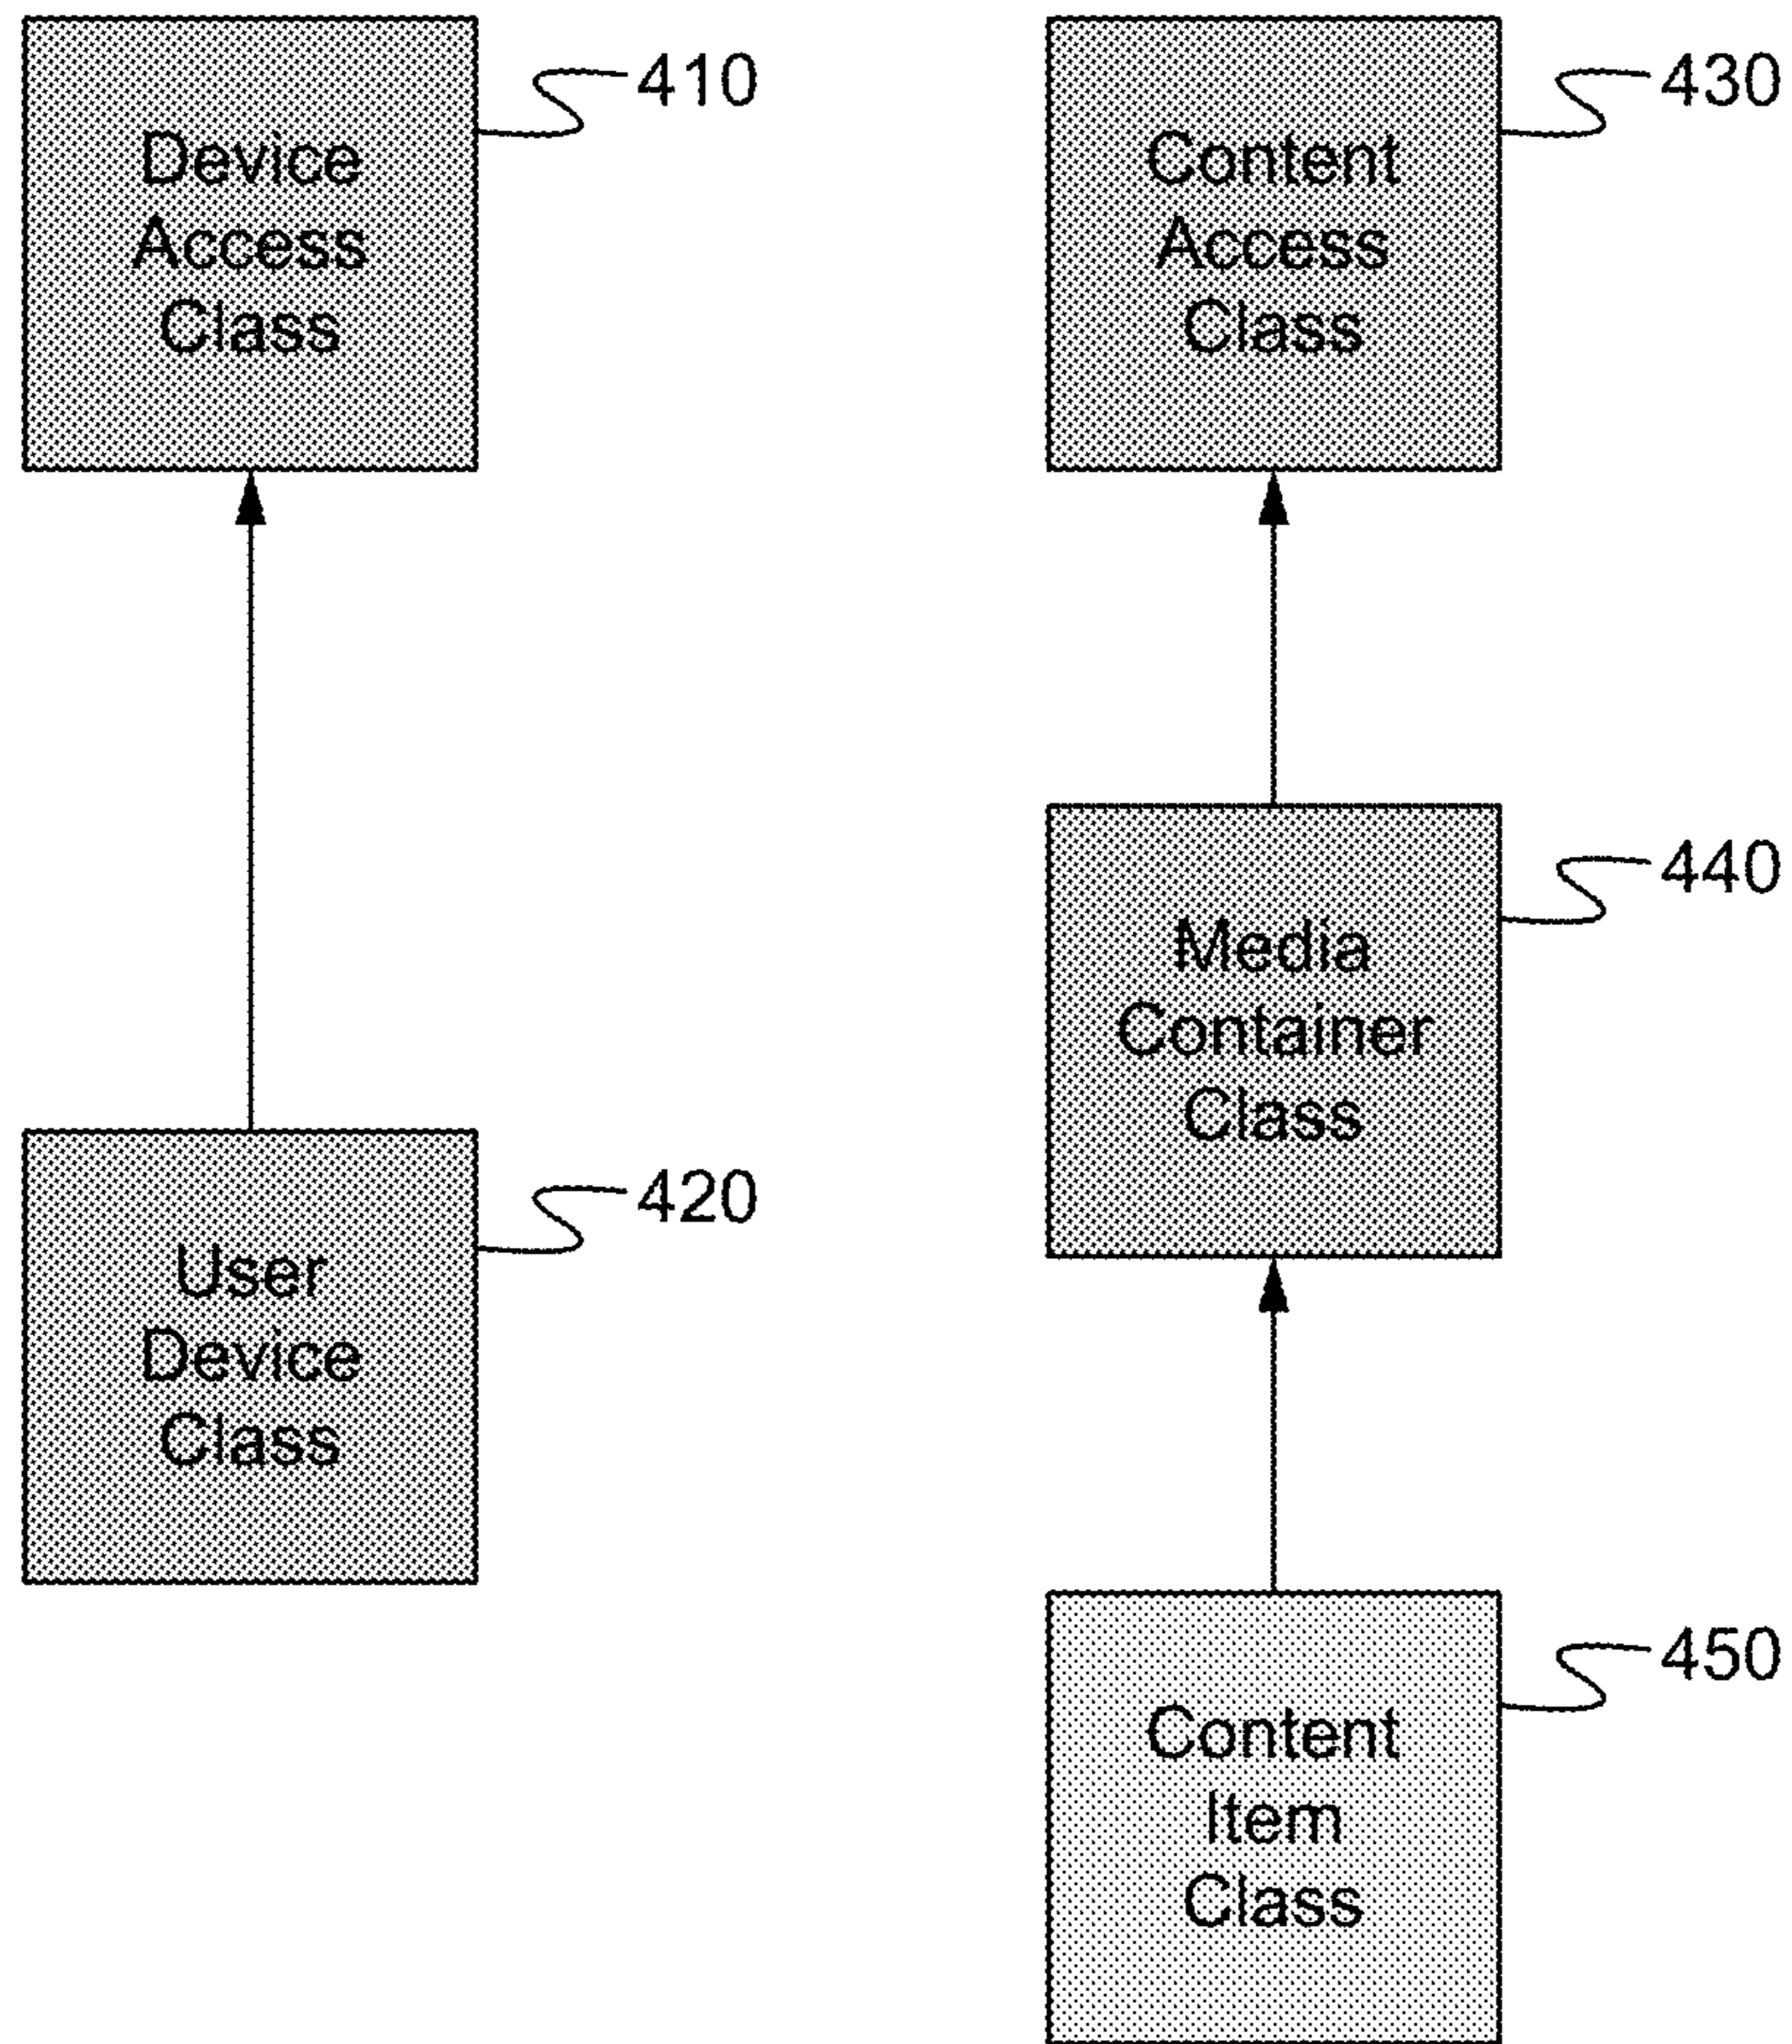 Device
Access
Class
410
User
Device
Class
420
Content
Access
Class
430
Media
Container
Class
440
Content
Item
Class
450